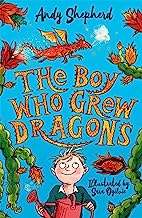 Andy Shepherd
THE BOY
WHO GREW
DRAGONS
Illustrated by
Sara Ogilvie